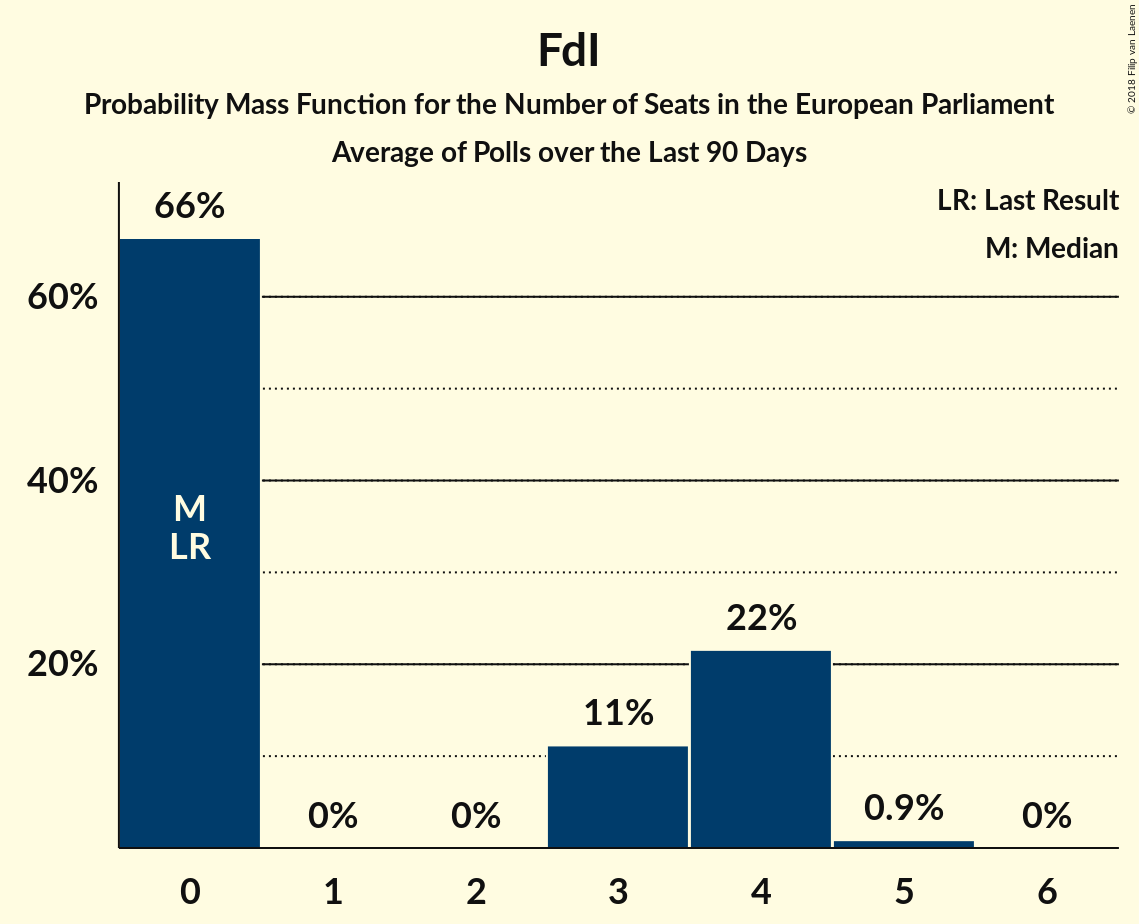 FdI
Probability Mass Function for the Number of Seats in the European Parliament
Average of Polls over the Last 90 Days
© 2018 Filip van Laenen
LR: Last Result
M: Median
66%
60%
40%
20%
M
LR
0%
0%
11%
22%
0.9%
0%
0 1 2 3 4 5 6